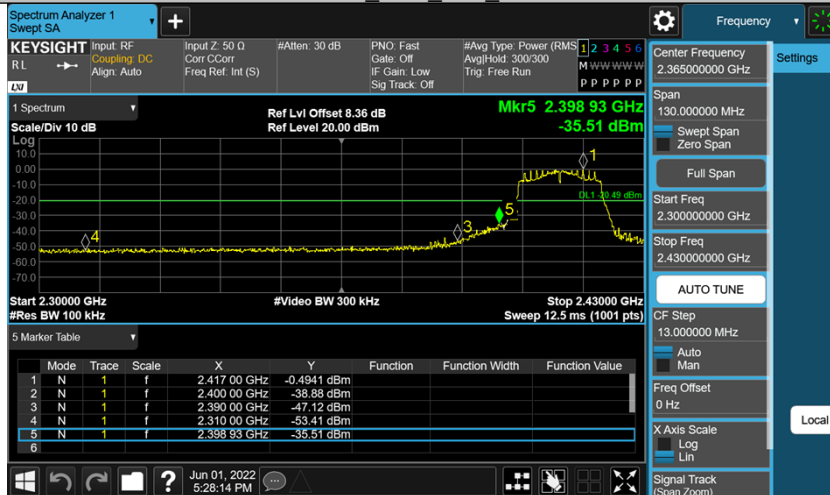 Spectrum Analyzer 1
Swept SA
Frequency
KEYSIGHT
R L
LXI
Input: RF
Coupling: DC
Align: Auto
Input Z: 50 Ω
Corr CCorr
Freq Ref: Int (S)
#Atten: 30 dB
PNO: Fast
Gate: Off
IF Gain: Low
Sig Track: Off
#Avg Type: Power (RMS
Avg|Hold: 300/300
Trig: Free Run
1 2 3 4 5 6
M W W W W W
P P P P P P
1 Spectrum
Scale/Div 10 dB
Ref Lvl Offset 8.36 dB
Ref Level 20.00 dBm
Mkr5 2.398 93 GHz
-35.51 dBm
Log
10.0
0.00
-10.0
-20.0
-30.0
-40.0
-50.0
-60.0
-70.0
1
DL1 -20.49 dBm
5
3
4
Start 2.30000 GHz
#Video BW 300 kHz
Stop 2.43000 GHz
#Res BW 100 kHz
Sweep 12.5 ms (1001 pts)
5 Marker Table
Mode Trace Scale X Y Function Function Width Function Value
1 N 1 f 2.417 00 GHz -0.4941 dBm
2 N 1 f 2.400 00 GHz -38.88 dBm
3 N 1 f 2.390 00 GHz -47.12 dBm
4 N 1 f 2.310 00 GHz -53.41 dBm
5 N 1 f 2.398 93 GHz -35.51 dBm
6
Jun 01, 2022
5:28:14 PM
Center Frequency
2.365000000 GHz
Settings
Span
130.000000 MHz
Swept Span
Zero Span
Full Span
Start Freq
2.300000000 GHz
Stop Freq
2.430000000 GHz
AUTO TUNE
CF Step
13.000000 MHz
Auto
Man
Freq Offset
0 Hz
Local
X Axis Scale
Log
Lin
Signal Track
(Span Zoom)